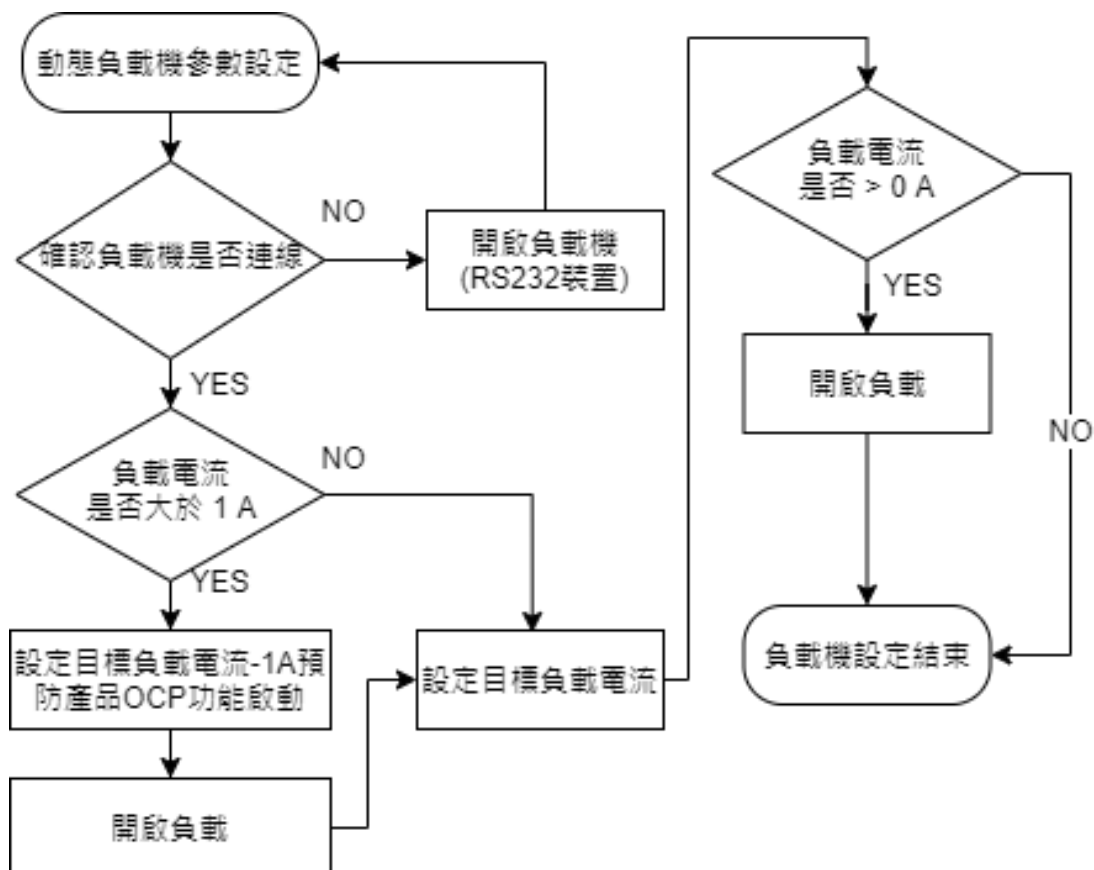 動態負載機參數設定
確認負載機是否連線
NO
開啟負載機
(RS232裝置)
YES
負載電流
是否大於 1 A
NO
YES
設定目標負載電流-1A預
防產品OCP功能啟動
開啟負載
設定目標負載電流
負載電流
是否 > 0 A
YES
開啟負載
NO
負載機設定結束